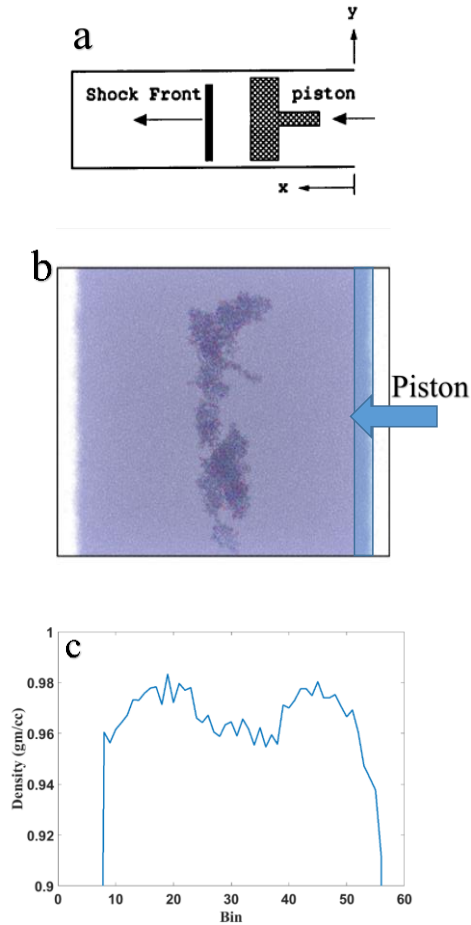 a
y
Shock Front
piston
x
b
Piston
c
1
0.98
0.96
0.94
0.92
0.9
Density (gm/cc)
0 10 20 30 40 50 60
Bin